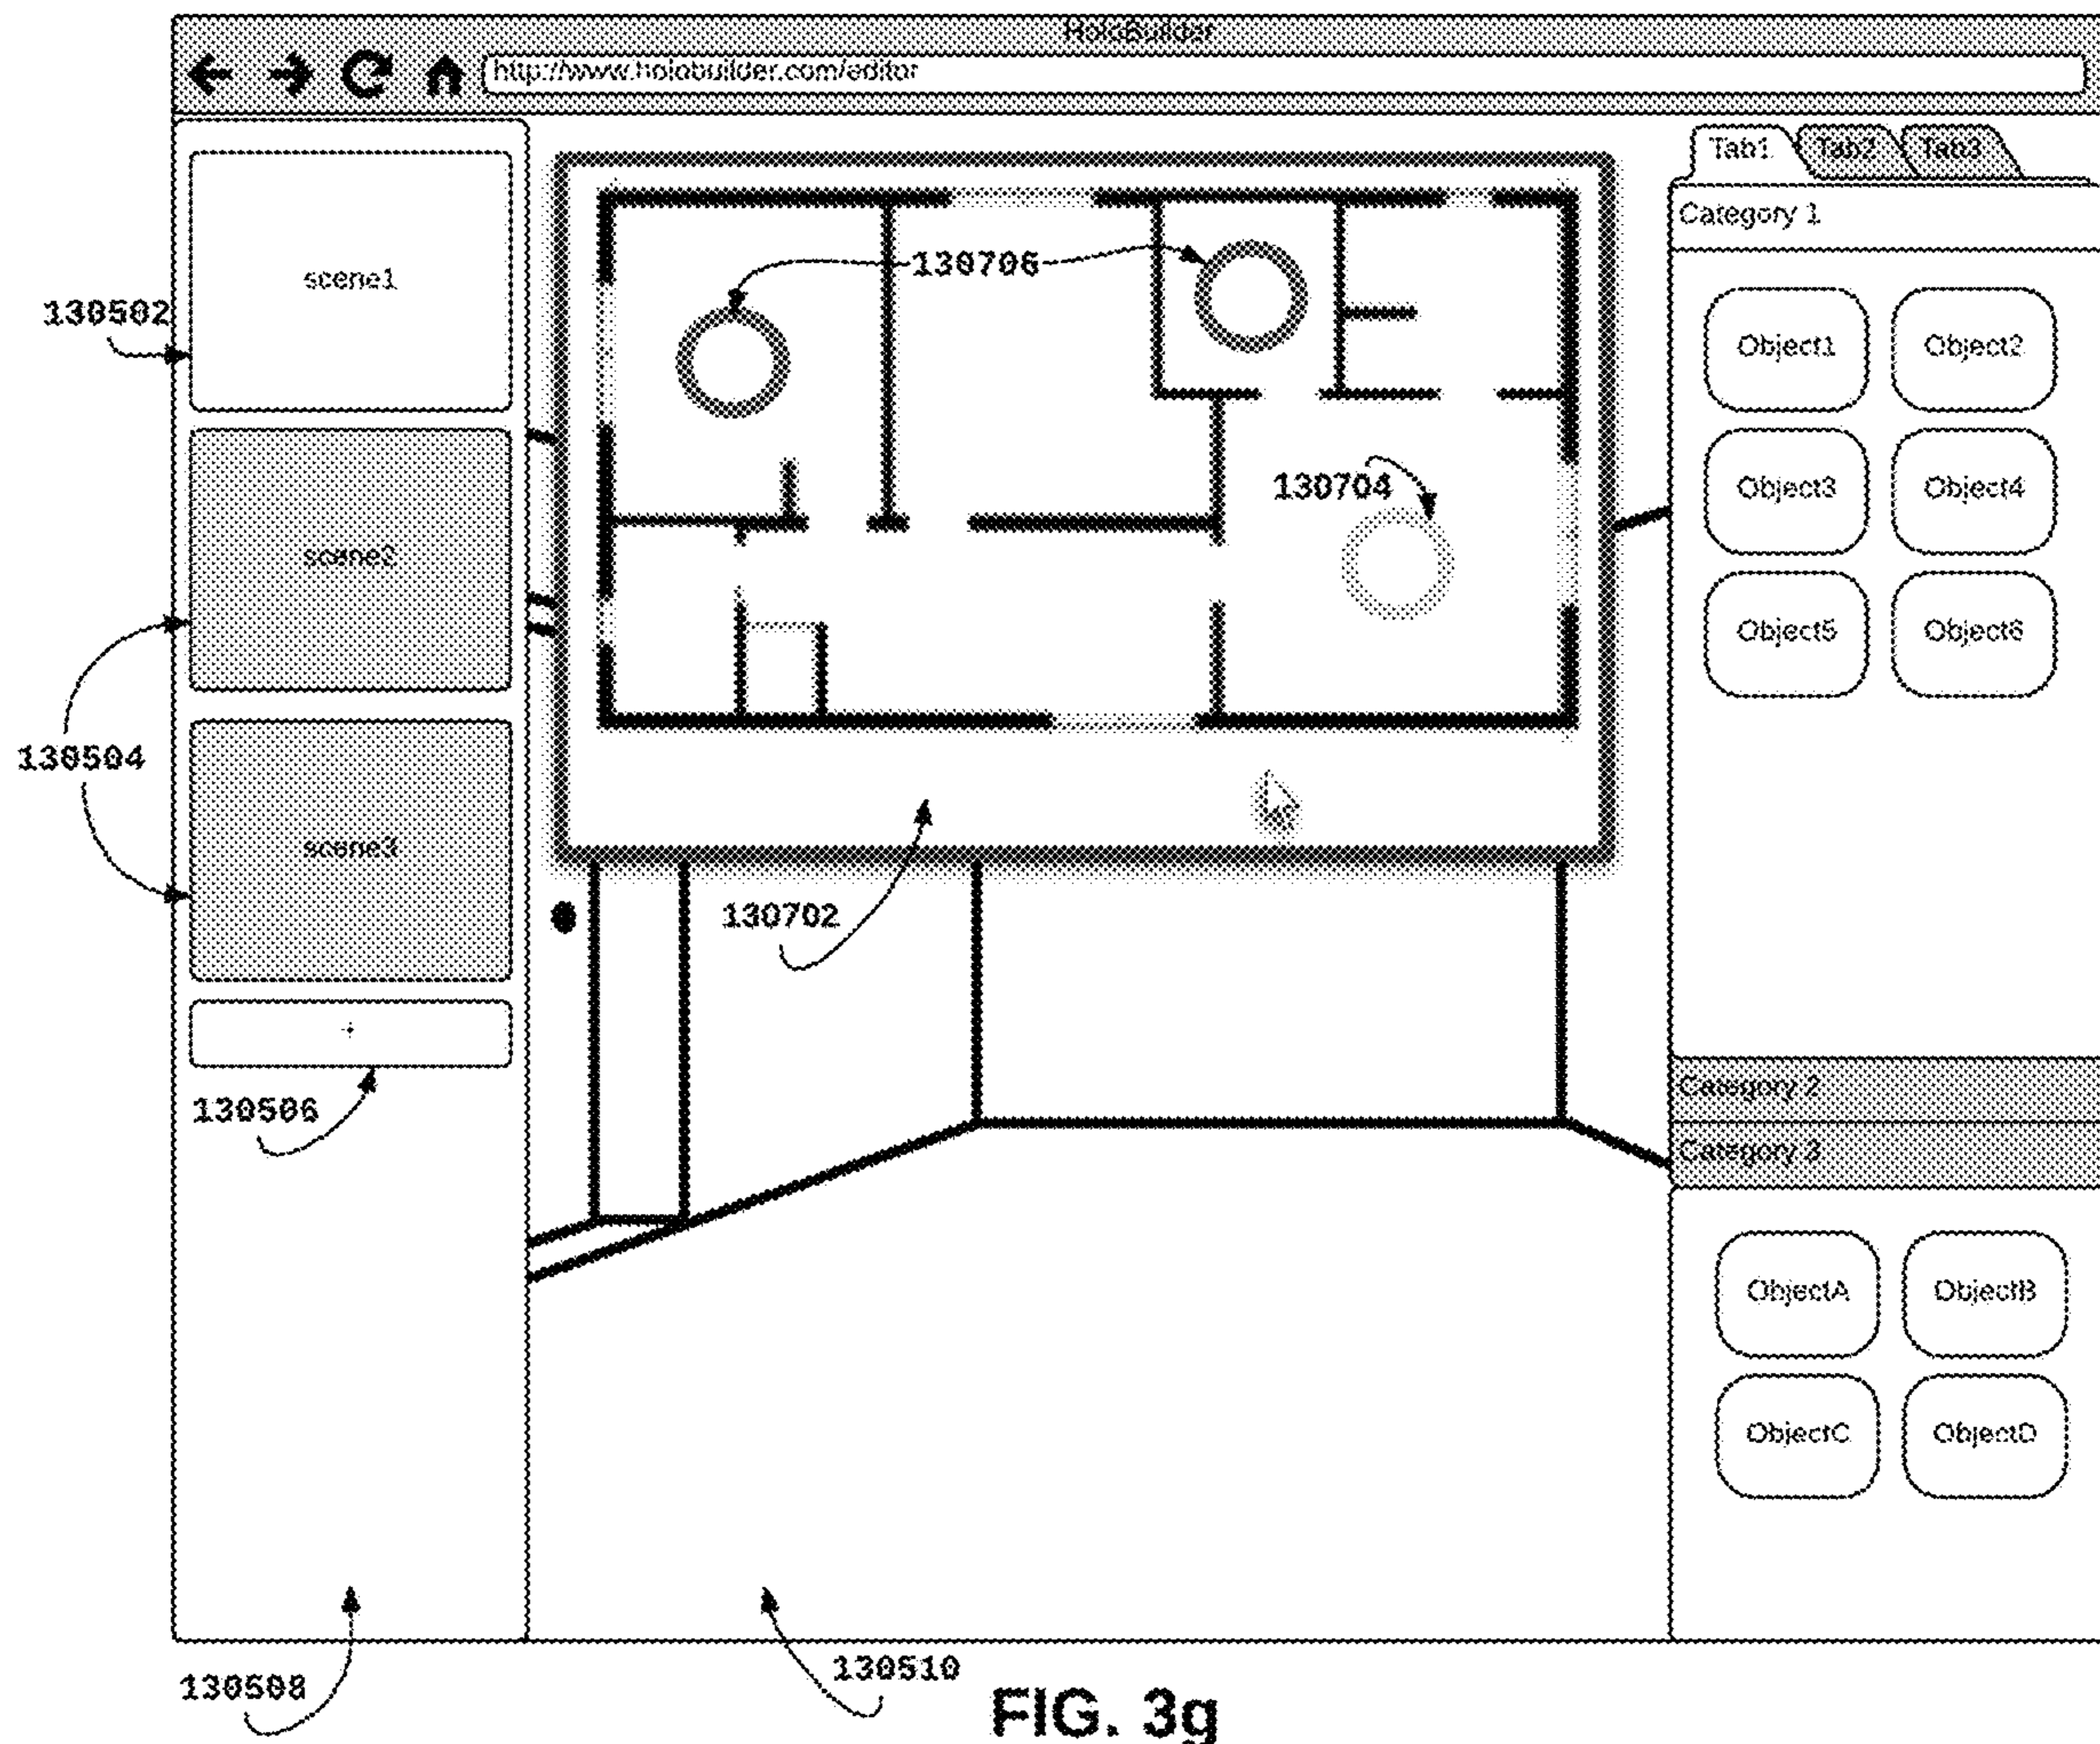 HoloBuilder
http://www.holobuilder.com/editor
Tab1 Tab2 Tab3
Category 1
scene1
130706
130502
Object1 Object2
130704
Object3 Object4
scene2
Object5 Object6
130504
scene3
130702
+
130506
Category 2
Category 3
ObjectA ObjectB
ObjectC ObjectD
130508
130510
FIG. 3g